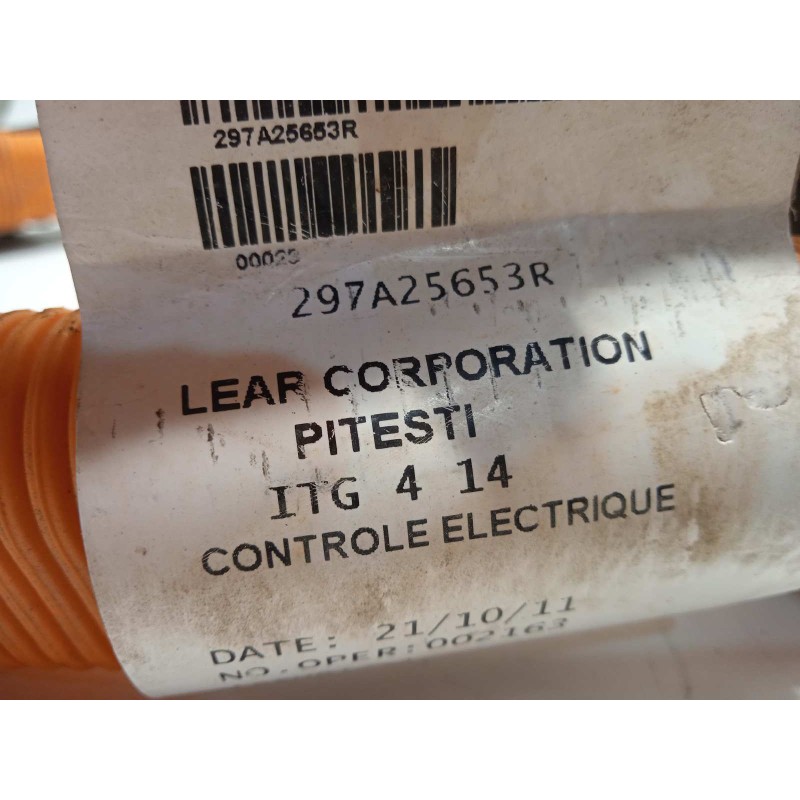 297A25653R
00023
297A25653R
LEAR CORPORATION
PITESTI
ITG 4 14
CONTROLE ELECTRIQUE
DATE: 21/10/11
NO.OPER:002163